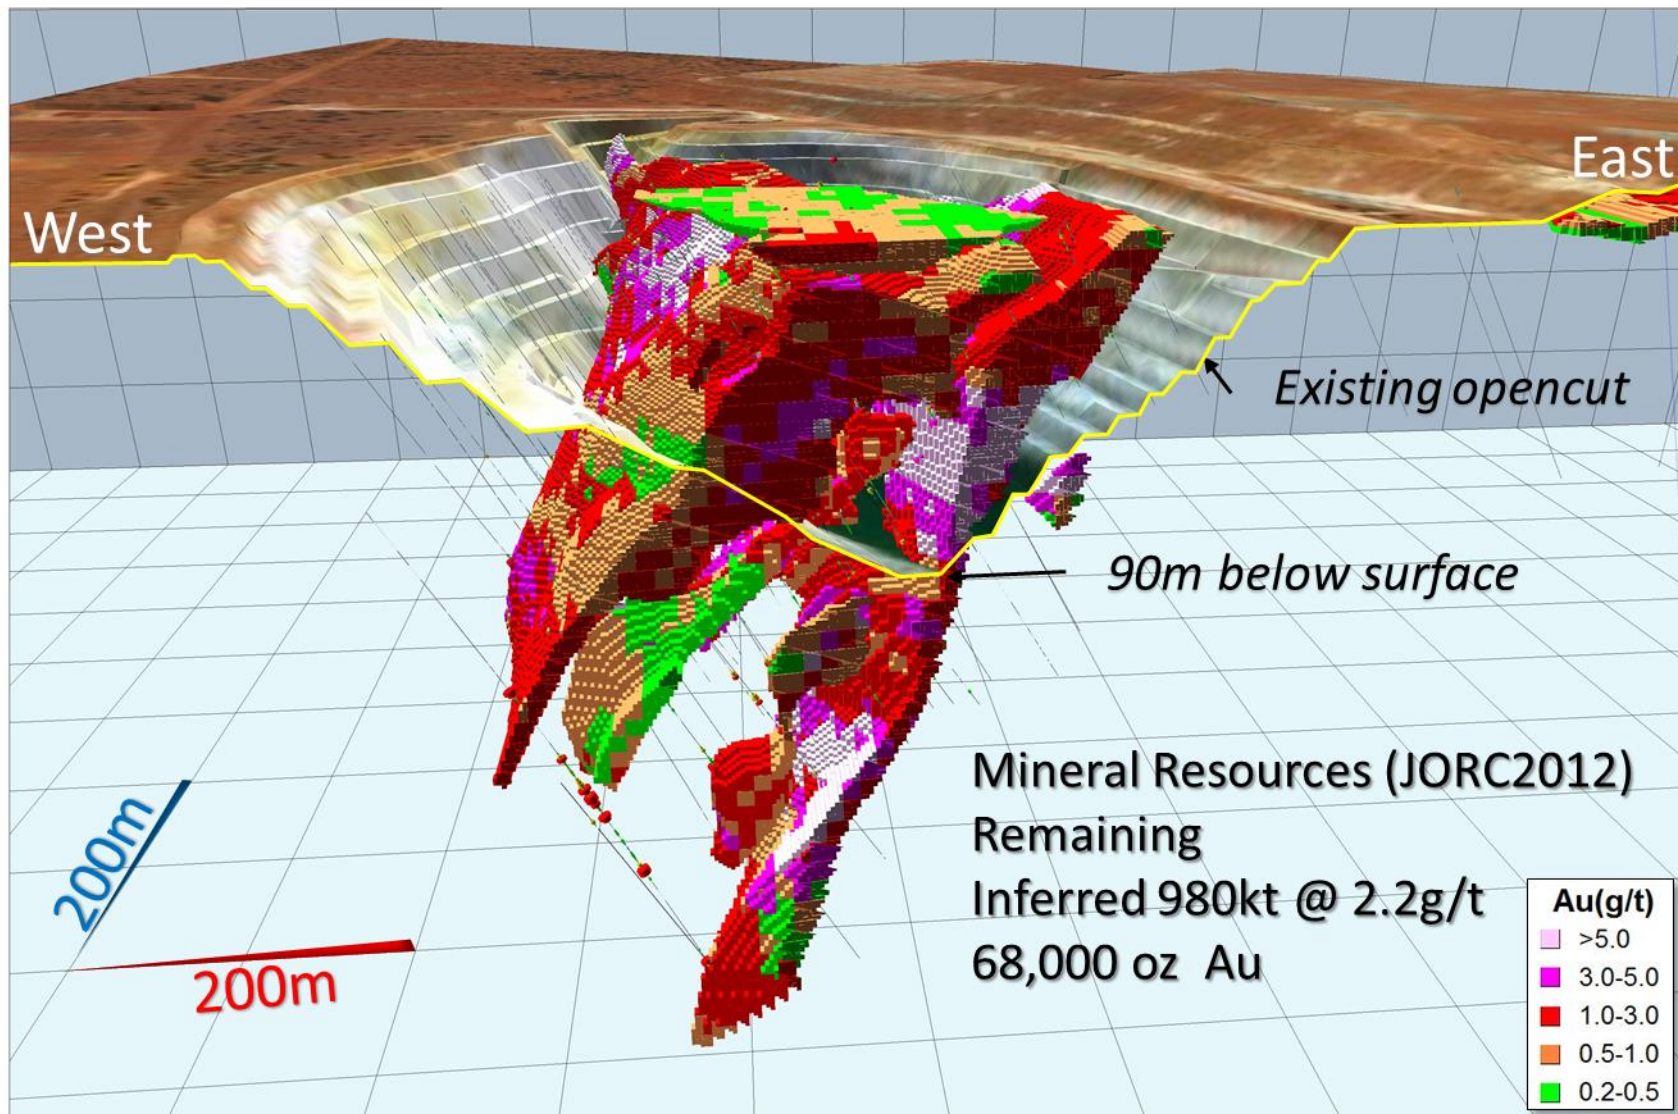 East
West
Existing opencut
90m below surface
Mineral Resources (JORC2012)
Remaining
Inferred 980kt @ 2.2g/t
68,000 oz  Au
200m
200m
Au(g/t)
>5.0
3.0-5.0
1.0-3.0
0.5-1.0
0.2-0.5